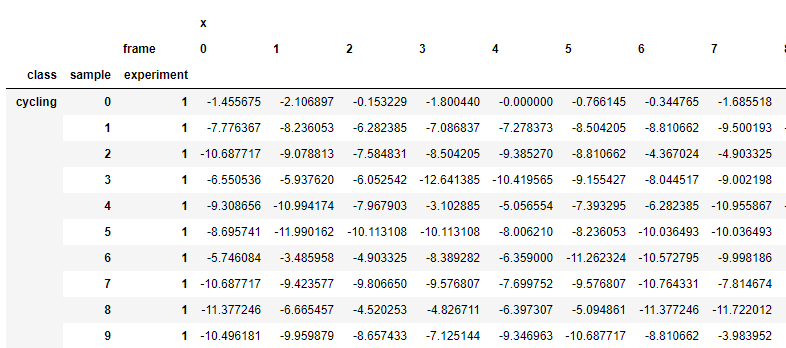 x
frame 0 1 2 3 4 5 6 7
class sample experiment
cycling 0 1 -1.455675 -2.106897 -0.153229 -1.800440 -0.000000 -0.766145 -0.344765 -1.685518
1 1 -7.776367 -8.236053 -6.282385 -7.086837 -7.278373 -8.504205 -8.810662 -9.500193
2 1 -10.687717 -9.078813 -7.584831 -8.504205 -9.385270 -8.810662 -4.367024 -4.903325
3 1 -6.550536 -5.937620 -6.052542 -12.641385 -10.419565 -9.155427 -8.044517 -9.002198
4 1 -9.308656 -10.994174 -7.967903 -3.102885 -5.056554 -7.393295 -6.282385 -10.955867
5 1 -8.695741 -11.990162 -10.113108 -10.113108 -8.006210 -8.236053 -10.036493 -10.036493
6 1 -5.746084 -3.485958 -4.903325 -8.389282 -6.359000 -11.262324 -10.572795 -9.998186
7 1 -10.687717 -9.423577 -9.806650 -9.576807 -7.699752 -9.576807 -10.764331 -7.814674
8 1 -11.377246 -6.665457 -4.520253 -4.826711 -6.397307 -5.094861 -11.377246 -11.722012
9 1 -10.496181 -9.959879 -8.657433 -7.125144 -9.346963 -10.687717 -8.810662 -3.983952